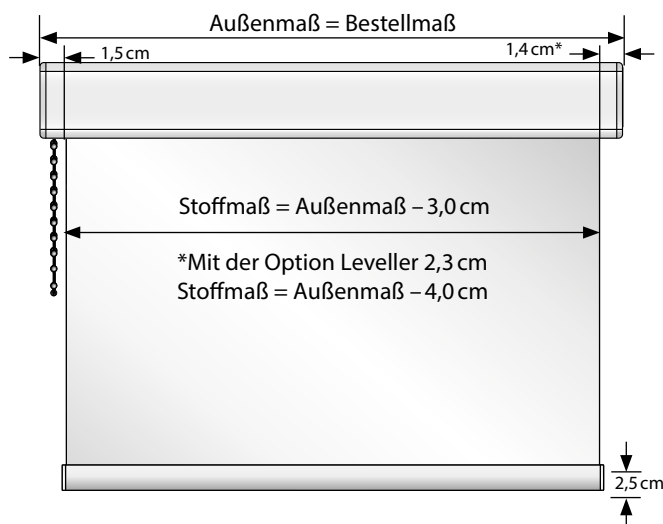 Außenmaß = Bestellmaß
1,5 cm
1,4 cm*
Stoffmaß = Außenmaß – 3,0 cm
*Mit der Option Leveller 2,3 cm
Stoffmaß = Außenmaß – 4,0 cm
2,5 cm